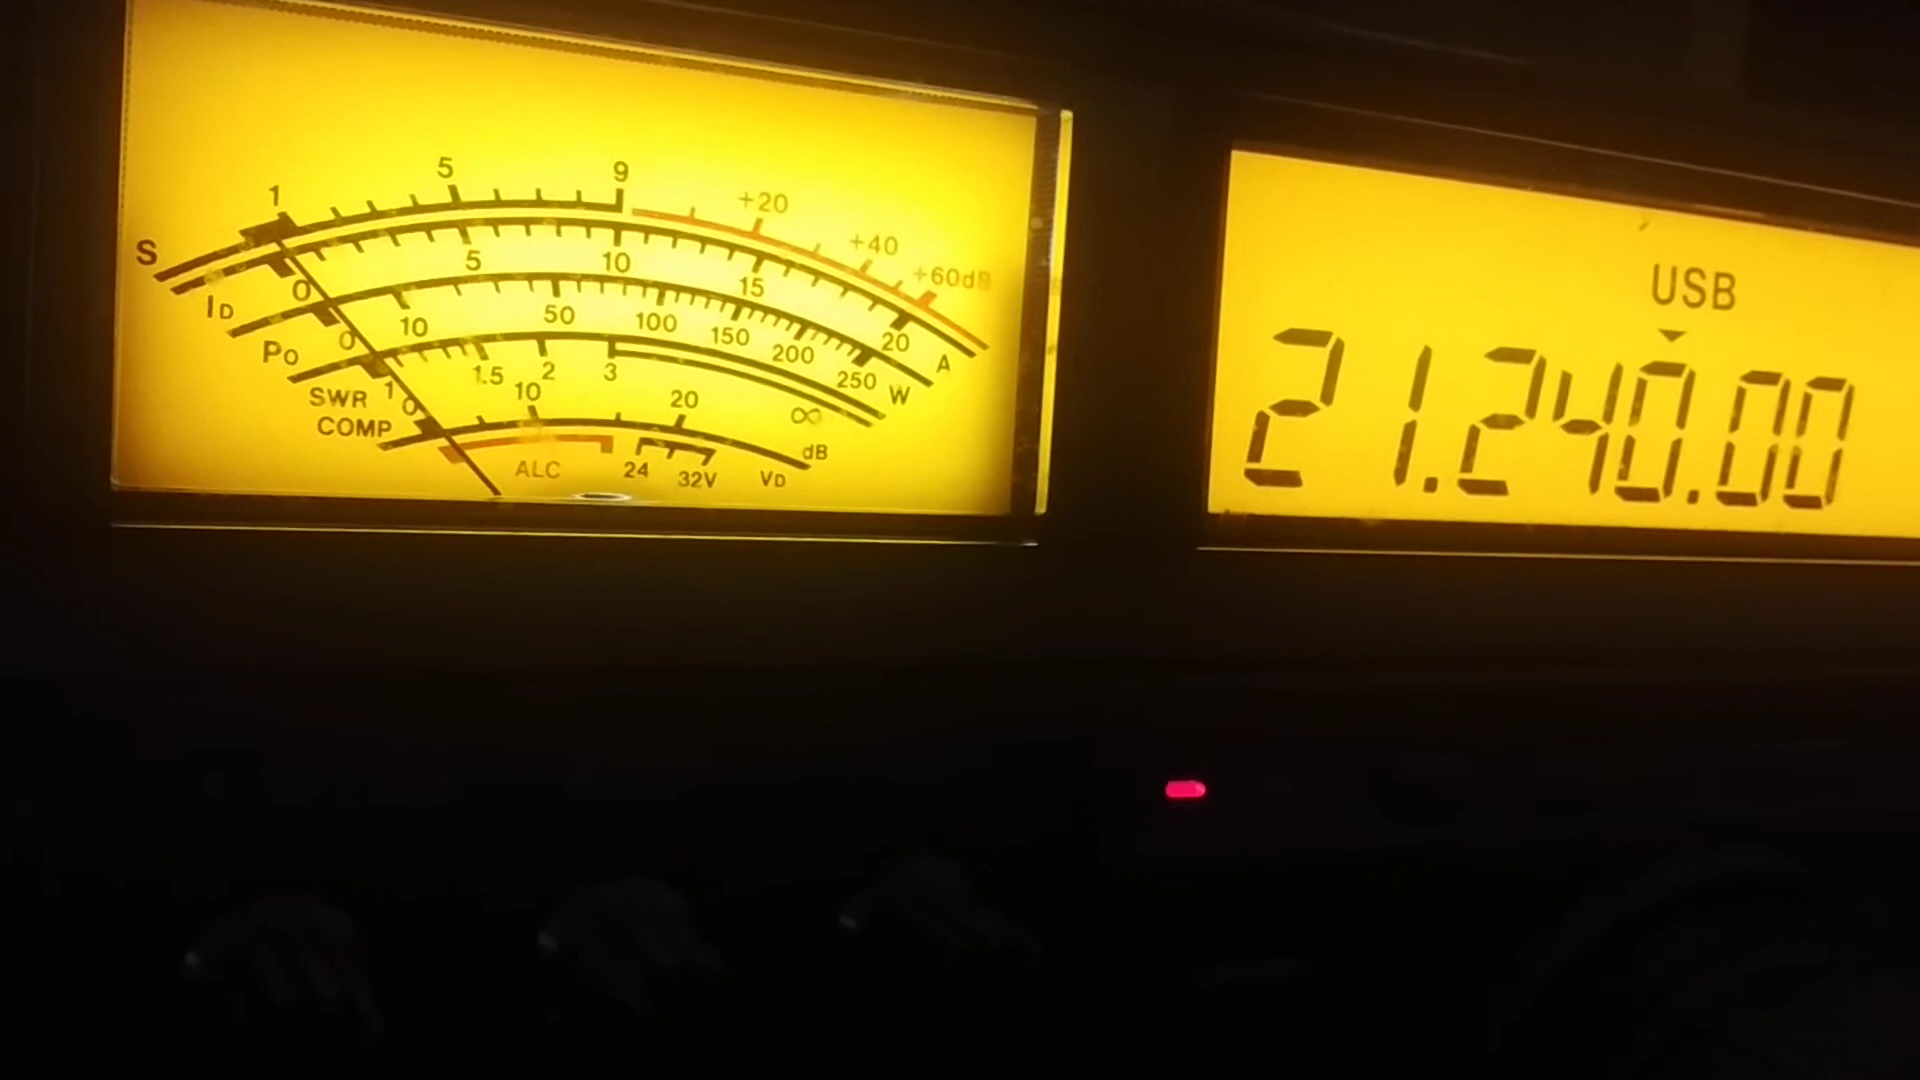 1 5 9 +20 +40 +60dB
S
0 5 10 15 20 A
ID
0 10 50 100 150 200 250 W
Po
1 1.5 2 3 ∞
SWR
0 10 20 dB
COMP
ALC 24 32V VD
USB
21.240.00